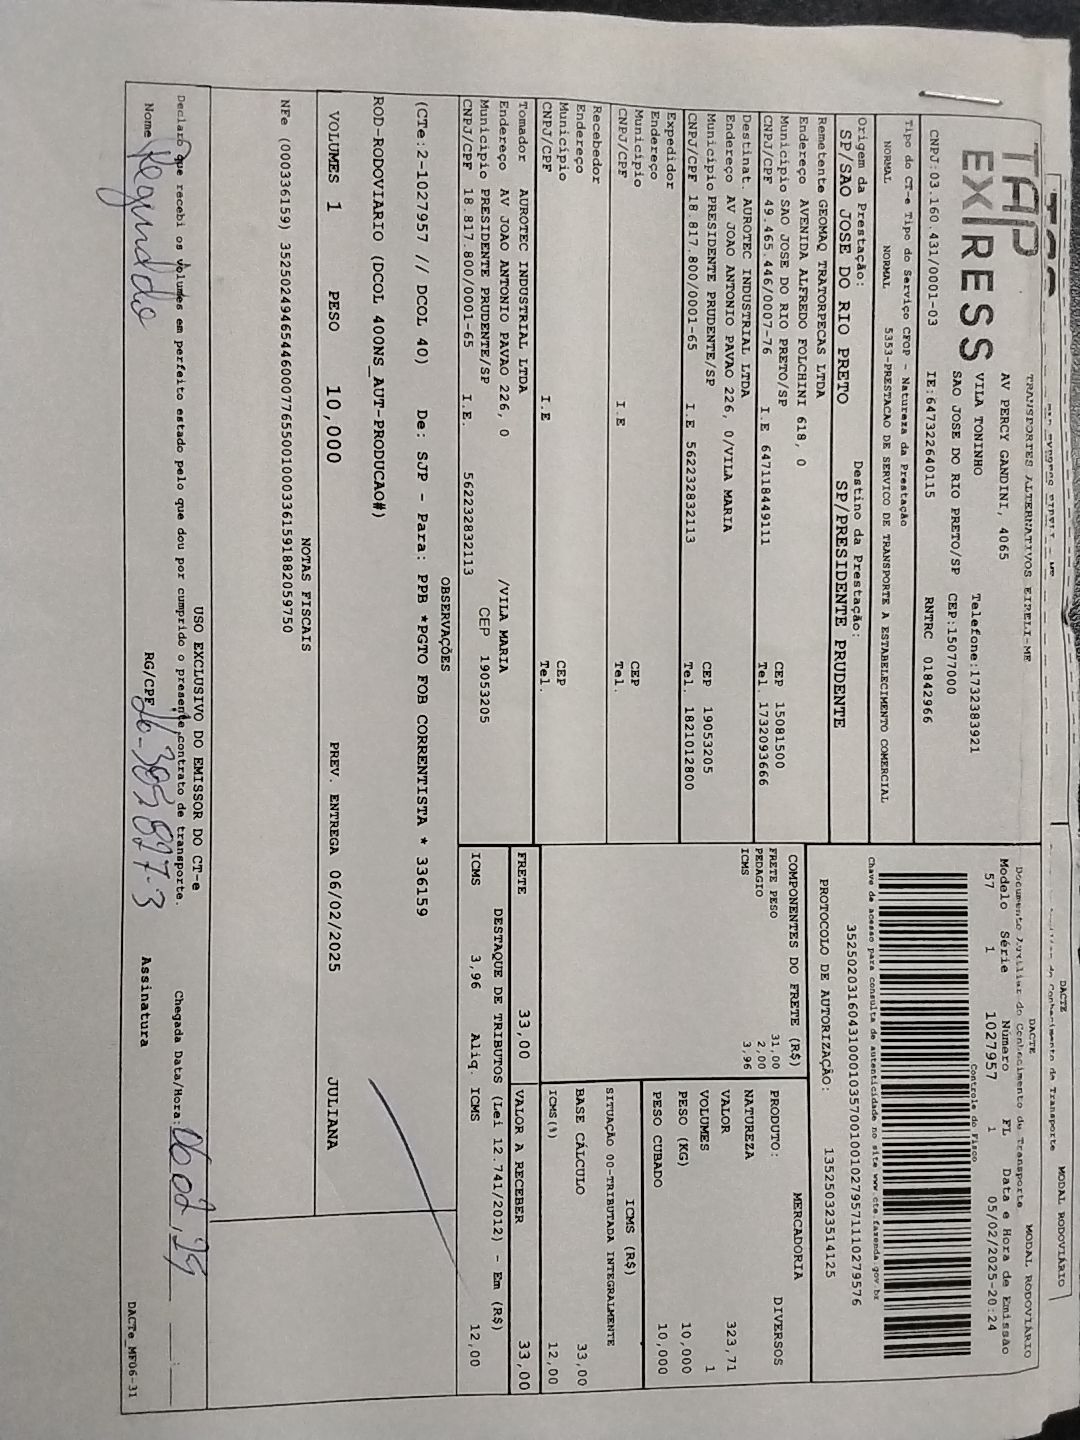 DACTE MODAL RODOVIÁRIO
TAP EXPRESS
TRANSPORTES ALTERNATIVOS EIRELI-ME
AV PERCY GANDINI, 4065
VILA TONINHO Telefone:1732383921
SAO JOSE DO RIO PRETO/SP CEP:15077000
CNPJ:03.160.431/0001-03 IE:647322640115 RNTRC 01842966
DACTE MODAL RODOVIÁRIO
Documento Auxiliar do Conhecimento de Transporte
Modelo Série Número FL Data e Hora de Emissão
57 1 1027957 1 05/02/2025-20:24
Controle do Fisco
Chave de acesso para consulta de autenticidade no site www.cte.fazenda.gov.br
35250203160431000103570010010279571110279576
PROTOCOLO DE AUTORIZAÇÃO: 135250323514125
Tipo do CT-e Tipo do Serviço CFOP - Natureza da Prestação
NORMAL NORMAL 5353-PRESTACAO DE SERVICO DE TRANSPORTE A ESTABELECIMENTO COMERCIAL
Origem da Prestação: Destino da Prestação:
SP/SAO JOSE DO RIO PRETO SP/PRESIDENTE PRUDENTE
Remetente GEOMAQ TRATORPECAS LTDA
Endereço AVENIDA ALFREDO FOLCHINI 618, 0
Município SAO JOSE DO RIO PRETO/SP CEP 15081500
CNPJ/CPF 49.465.446/0007-76 I.E 647118449111 Tel. 1732093666
Destinat. AUROTEC INDUSTRIAL LTDA
Endereço AV JOAO ANTONIO PAVAO 226, 0/VILA MARIA
Município PRESIDENTE PRUDENTE/SP CEP 19053205
CNPJ/CPF 18.817.800/0001-65 I.E 562232832113 Tel. 1821012800
Expedidor
Endereço
Município CEP
CNPJ/CPF I.E Tel.
Recebedor
Endereço
Município CEP
CNPJ/CPF I.E Tel.
Tomador AUROTEC INDUSTRIAL LTDA
Endereço AV JOAO ANTONIO PAVAO 226, 0 /VILA MARIA
Município PRESIDENTE PRUDENTE/SP CEP 19053205
CNPJ/CPF 18.817.800/0001-65 I.E. 562232832113
COMPONENTES DO FRETE (R$)
FRETE PESO 31,00
PEDAGIO 2,00
ICMS 3,96
MERCADORIA
PRODUTO: DIVERSOS
NATUREZA
VALOR 323,71
VOLUMES 1
PESO (KG) 10,000
PESO CUBADO 10,000
ICMS (R$)
SITUAÇÃO 00-TRIBUTADA INTEGRALMENTE
BASE CÁLCULO 33,00
ICMS(%) 12,00
FRETE 33,00 VALOR A RECEBER 33,00
DESTAQUE DE TRIBUTOS (Lei 12.741/2012) - Em (R$)
ICMS 3,96 Aliq. ICMS 12,00
OBSERVAÇÕES
(CTe:2-1027957 // DCOL 40) De: SJP - Para: PPB *PGTO FOB CORRENTISTA * 336159
ROD-RODOVIARIO (DCOL 400NS_AUT-PRODUCAO#)
VOLUMES 1 PESO 10,000 PREV. ENTREGA 06/02/2025 JULIANA
NOTAS FISCAIS
NFe (000336159) 35250249465446000776550010003361591882059750
USO EXCLUSIVO DO EMISSOR DO CT-e
Declaro que recebi os volumes em perfeito estado pelo que dou por cumprido o presente contrato de transporte. Chegada Data/Hora:
Nome RG/CPF Assinatura
DACTe_MF06-31